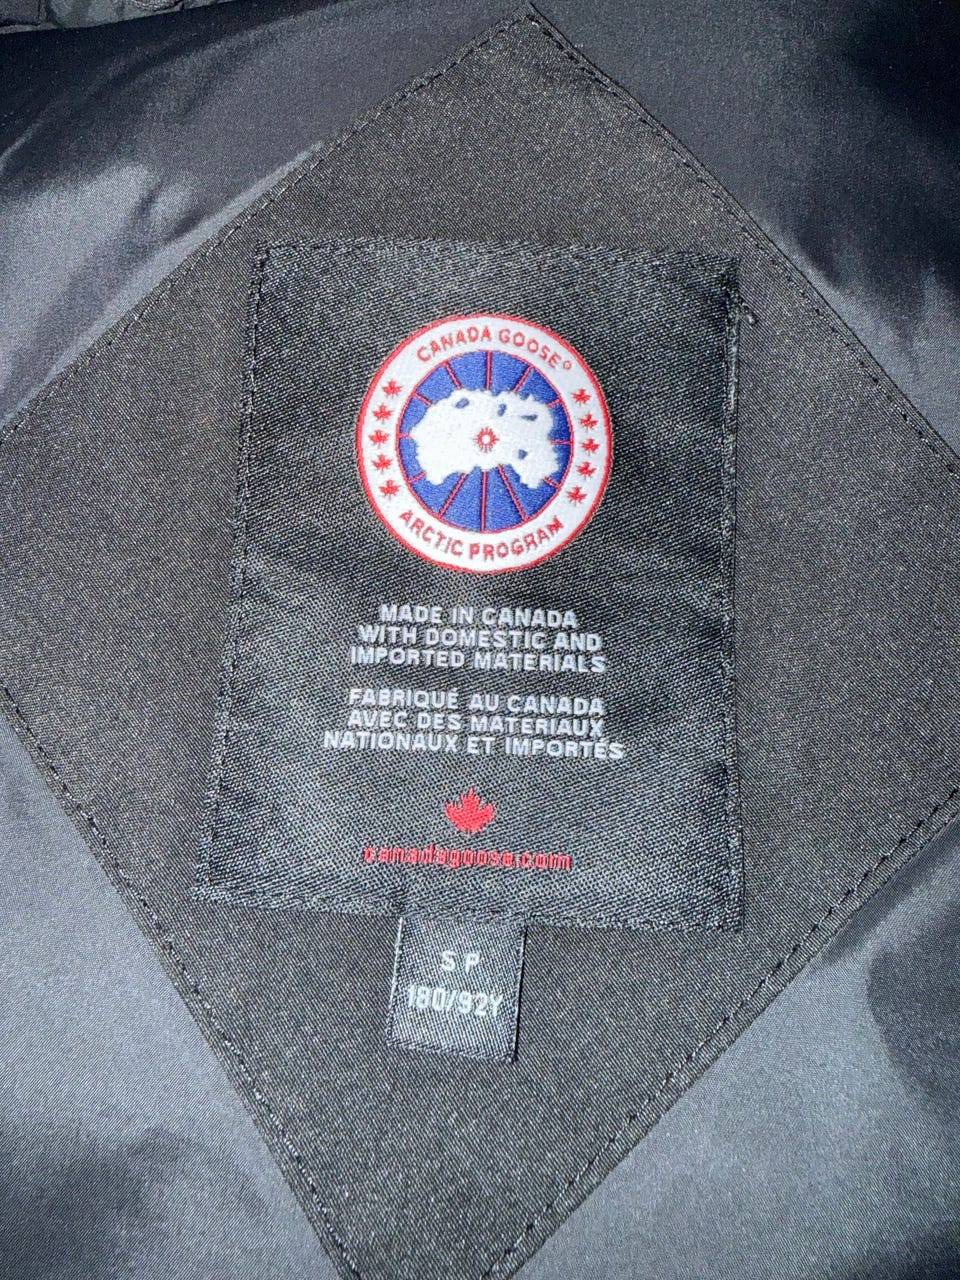 CANADA GOOSE®
ARCTIC PROGRAM
MADE IN CANADA
WITH DOMESTIC AND
IMPORTED MATERIALS
FABRIQUÉ AU CANADA
AVEC DES MATERIAUX
NATIONAUX ET IMPORTÉS
canadagoose.com
S P
180/92Y